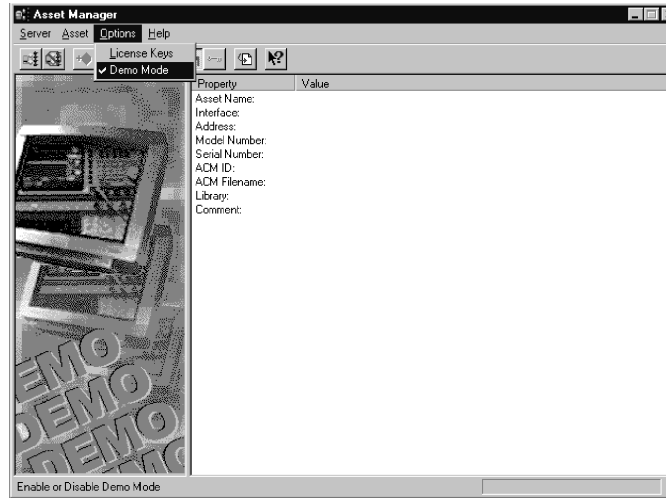 Asset Manager
Server Asset Options Help
License Keys
Demo Mode
Property Value
Asset Name:
Interface:
Address:
Model Number:
Serial Number:
ACM ID:
ACM Filename:
Library:
Comment:
EMO
DEMO
DEMO
DEMO
Enable or Disable Demo Mode